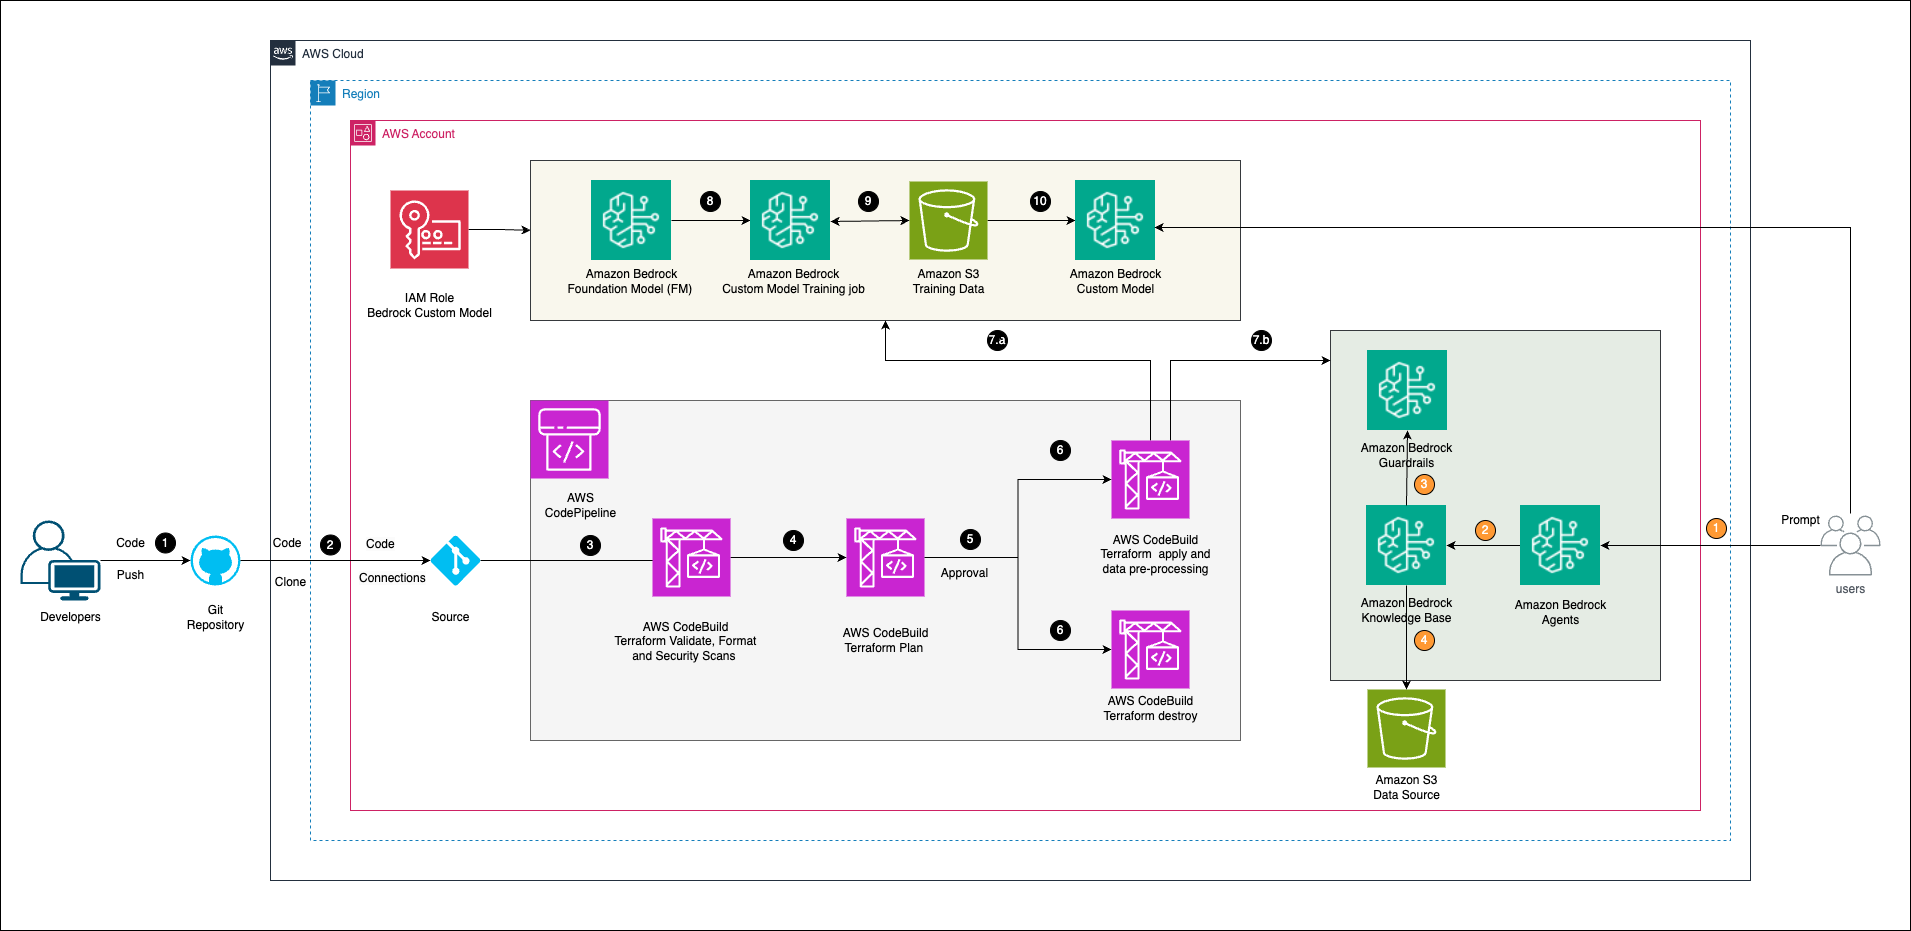 aws
AWS Cloud
Region
AWS Account
8
9
10
Amazon Bedrock
Foundation Model (FM)
Amazon Bedrock
Custom Model Training job
Amazon S3
Training Data
Amazon Bedrock
Custom Model
IAM Role
Bedrock Custom Model
7.a
7.b
AWS
CodePipeline
Code
1
Push
Git
Repository
Developers
Code
2
Clone
Code
Connections
Source
3
AWS CodeBuild
Terraform Validate, Format
and Security Scans
4
AWS CodeBuild
Terraform Plan
5
Approval
6
AWS CodeBuild
Terraform apply and
data pre-processing
6
AWS CodeBuild
Terraform destroy
Amazon Bedrock
Guardrails
3
2
1
Prompt
users
Amazon Bedrock
Knowledge Base
Amazon Bedrock
Agents
4
Amazon S3
Data Source